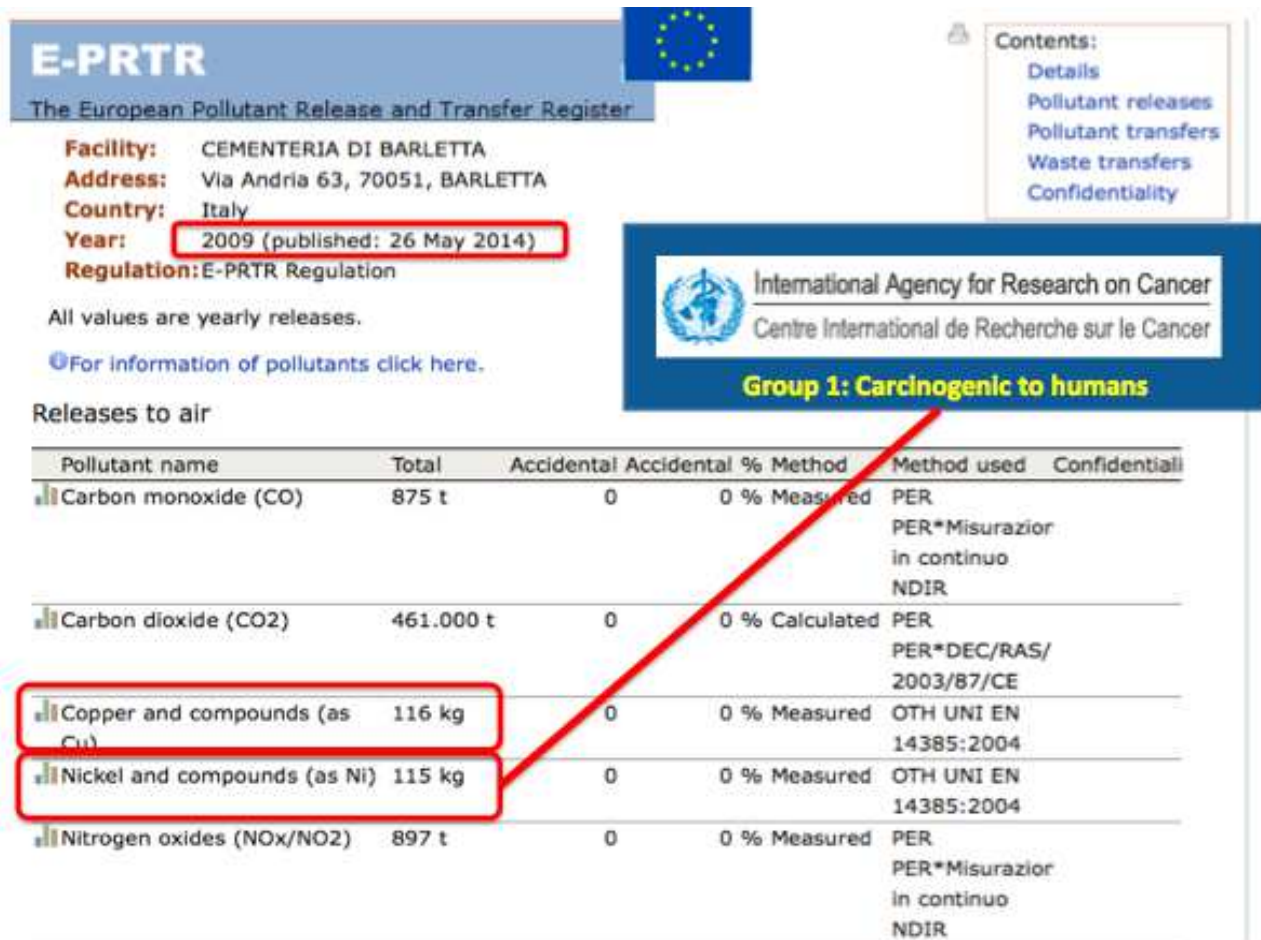 E-PRTR
The European Pollutant Release and Transfer Register
Facility: CEMENTERIA DI BARLETTA
Address: Via Andria 63, 70051, BARLETTA
Country: Italy
Year: 2009 (published: 26 May 2014)
Regulation: E-PRTR Regulation
All values are yearly releases.
For information of pollutants click here.
Contents:
Details
Pollutant releases
Pollutant transfers
Waste transfers
Confidentiality
International Agency for Research on Cancer
Centre International de Recherche sur le Cancer
Group 1: Carcinogenic to humans
Releases to air
Pollutant name Total Accidental Accidental % Method Method used Confidentiali
Carbon monoxide (CO) 875 t 0 0 % Measured PER
PER*Misurazior
in continuo
NDIR
Carbon dioxide (CO2) 461.000 t 0 0 % Calculated PER
PER*DEC/RAS/
2003/87/CE
Copper and compounds (as 116 kg 0 0 % Measured OTH UNI EN
Cu) 14385:2004
Nickel and compounds (as Ni) 115 kg 0 0 % Measured OTH UNI EN
14385:2004
Nitrogen oxides (NOx/NO2) 897 t 0 0 % Measured PER
PER*Misurazior
in continuo
NDIR